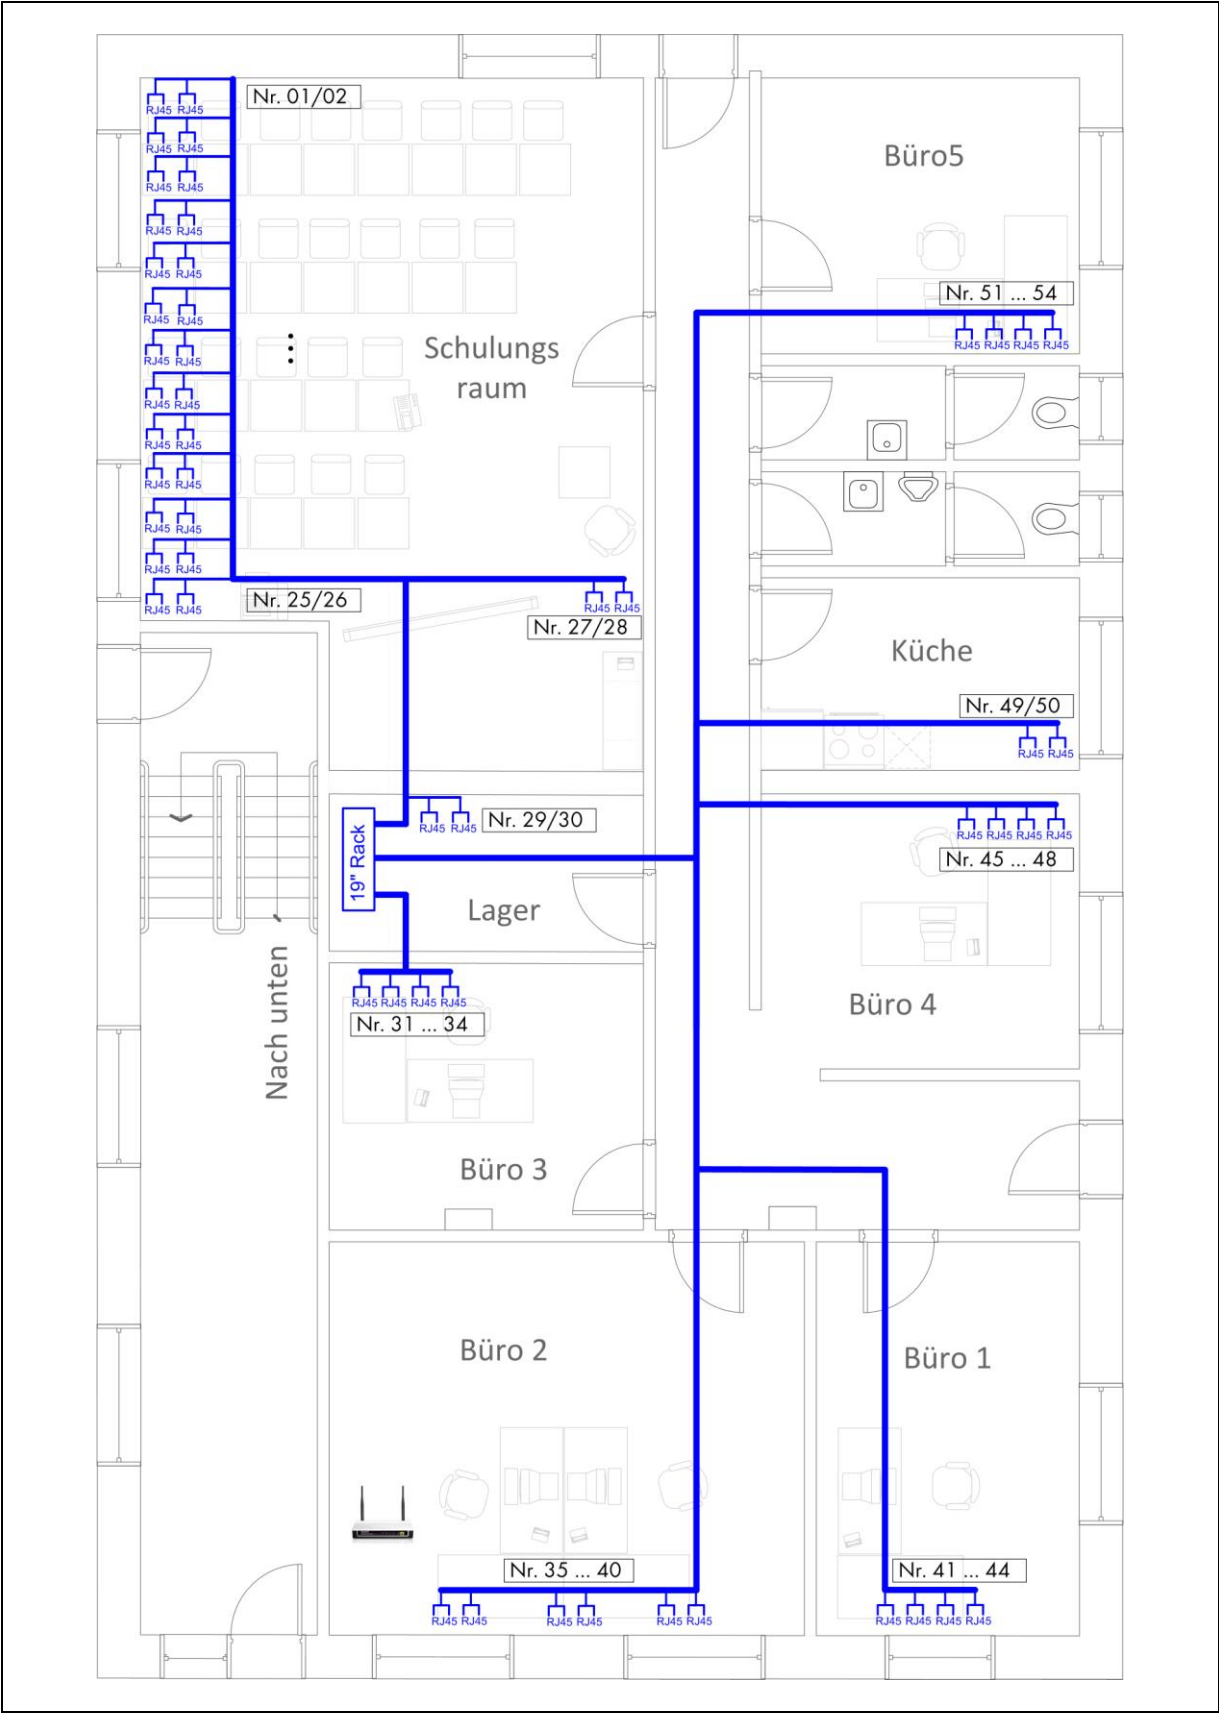 Nr. 01/02
RJ45 RJ45
RJ45 RJ45
Büro5
RJ45 RJ45
RJ45 RJ45
RJ45 RJ45
Nr. 51 ... 54
RJ45 RJ45
RJ45 RJ45 RJ45 RJ45
Schulungs
raum
RJ45 RJ45
RJ45 RJ45
RJ45 RJ45
RJ45 RJ45
RJ45 RJ45
RJ45 RJ45
RJ45 RJ45
Nr. 25/26
RJ45 RJ45
Nr. 27/28
Küche
Nr. 49/50
RJ45 RJ45
Nr. 29/30
RJ45 RJ45
19" Rack
RJ45 RJ45 RJ45 RJ45
Nr. 45 ... 48
Lager
Nach unten
RJ45 RJ45 RJ45 RJ45
Nr. 31 ... 34
Büro 4
Büro 3
Büro 2
Büro 1
Nr. 35 ... 40
RJ45 RJ45 RJ45 RJ45 RJ45 RJ45
Nr. 41 ... 44
RJ45 RJ45 RJ45 RJ45